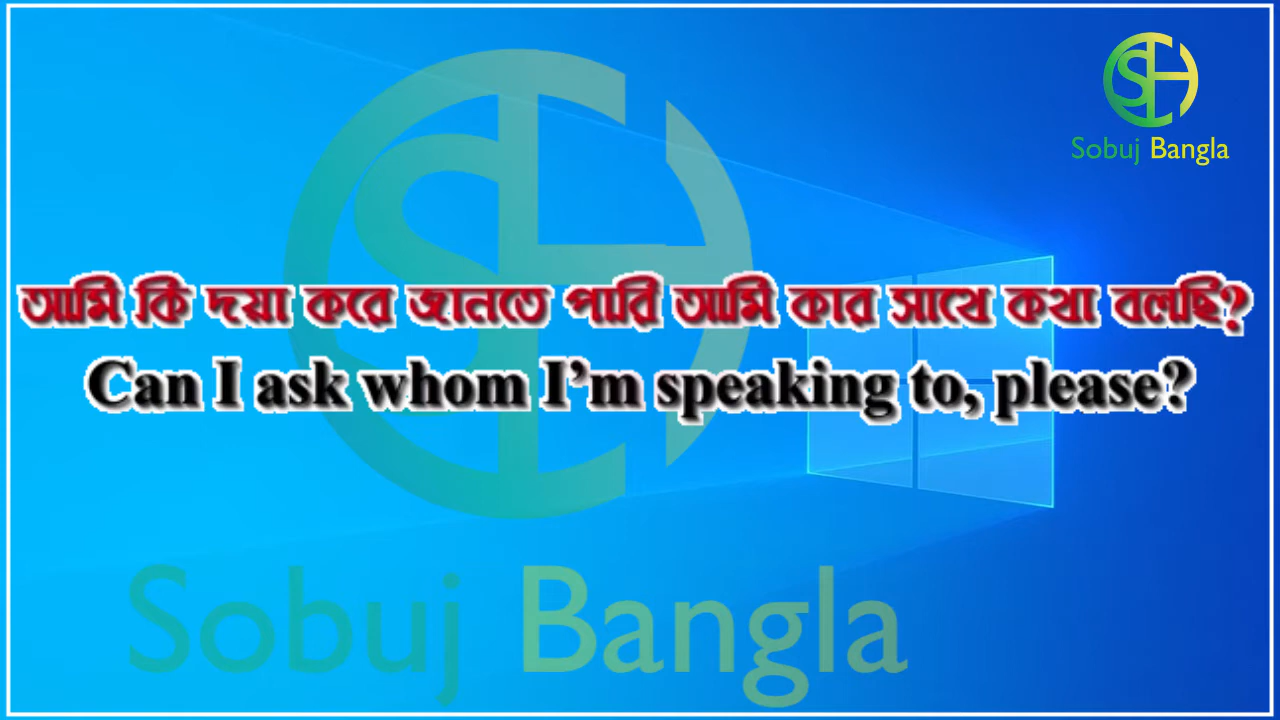 Sobuj Bangla
আমি কি দয়া করে জানতে পারি আমি কার সাথে কথা বলছি?
Can I ask whom I’m speaking to, please?
Sobuj Bangla